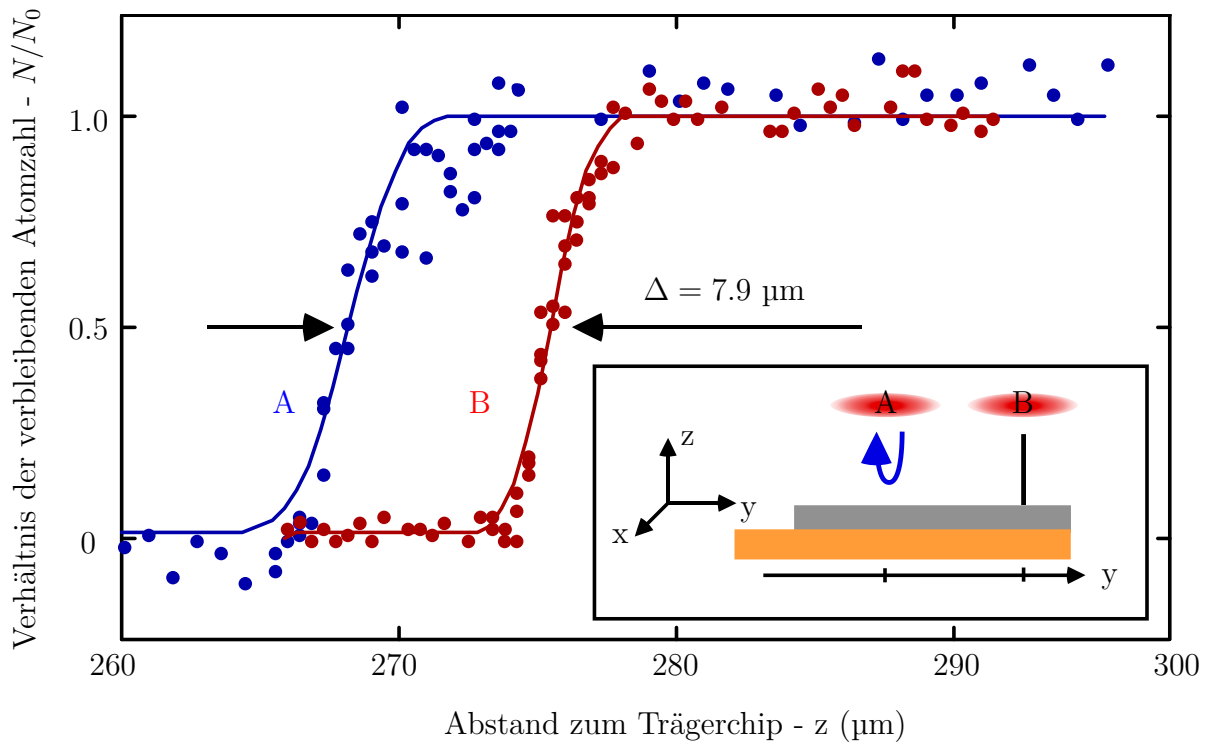 Verhältnis der verbleibenden Atomzahl - N/N₀
1.0
0.5
0
Δ = 7.9 µm
A
B
A
B
z
y
x
y
260
270
280
290
300
Abstand zum Trägerchip - z (µm)